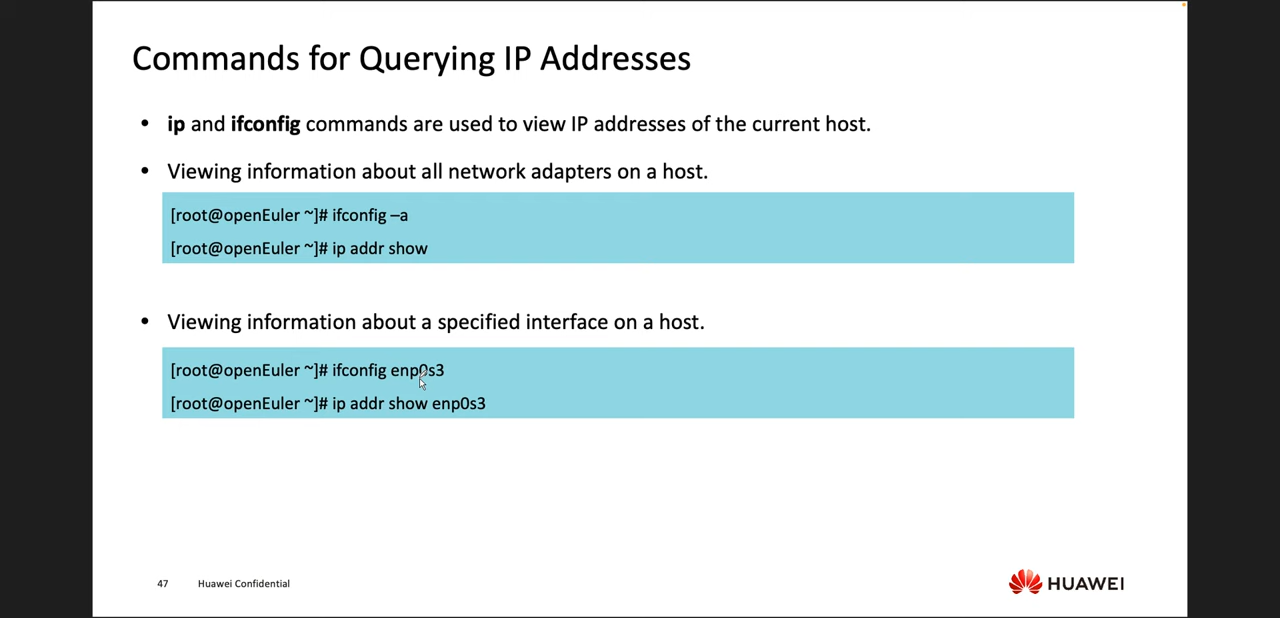 Commands for Querying IP Addresses
• ip and ifconfig commands are used to view IP addresses of the current host.
• Viewing information about all network adapters on a host.
[root@openEuler ~]# ifconfig –a
[root@openEuler ~]# ip addr show
• Viewing information about a specified interface on a host.
[root@openEuler ~]# ifconfig enp0s3
[root@openEuler ~]# ip addr show enp0s3
47 Huawei Confidential
HUAWEI